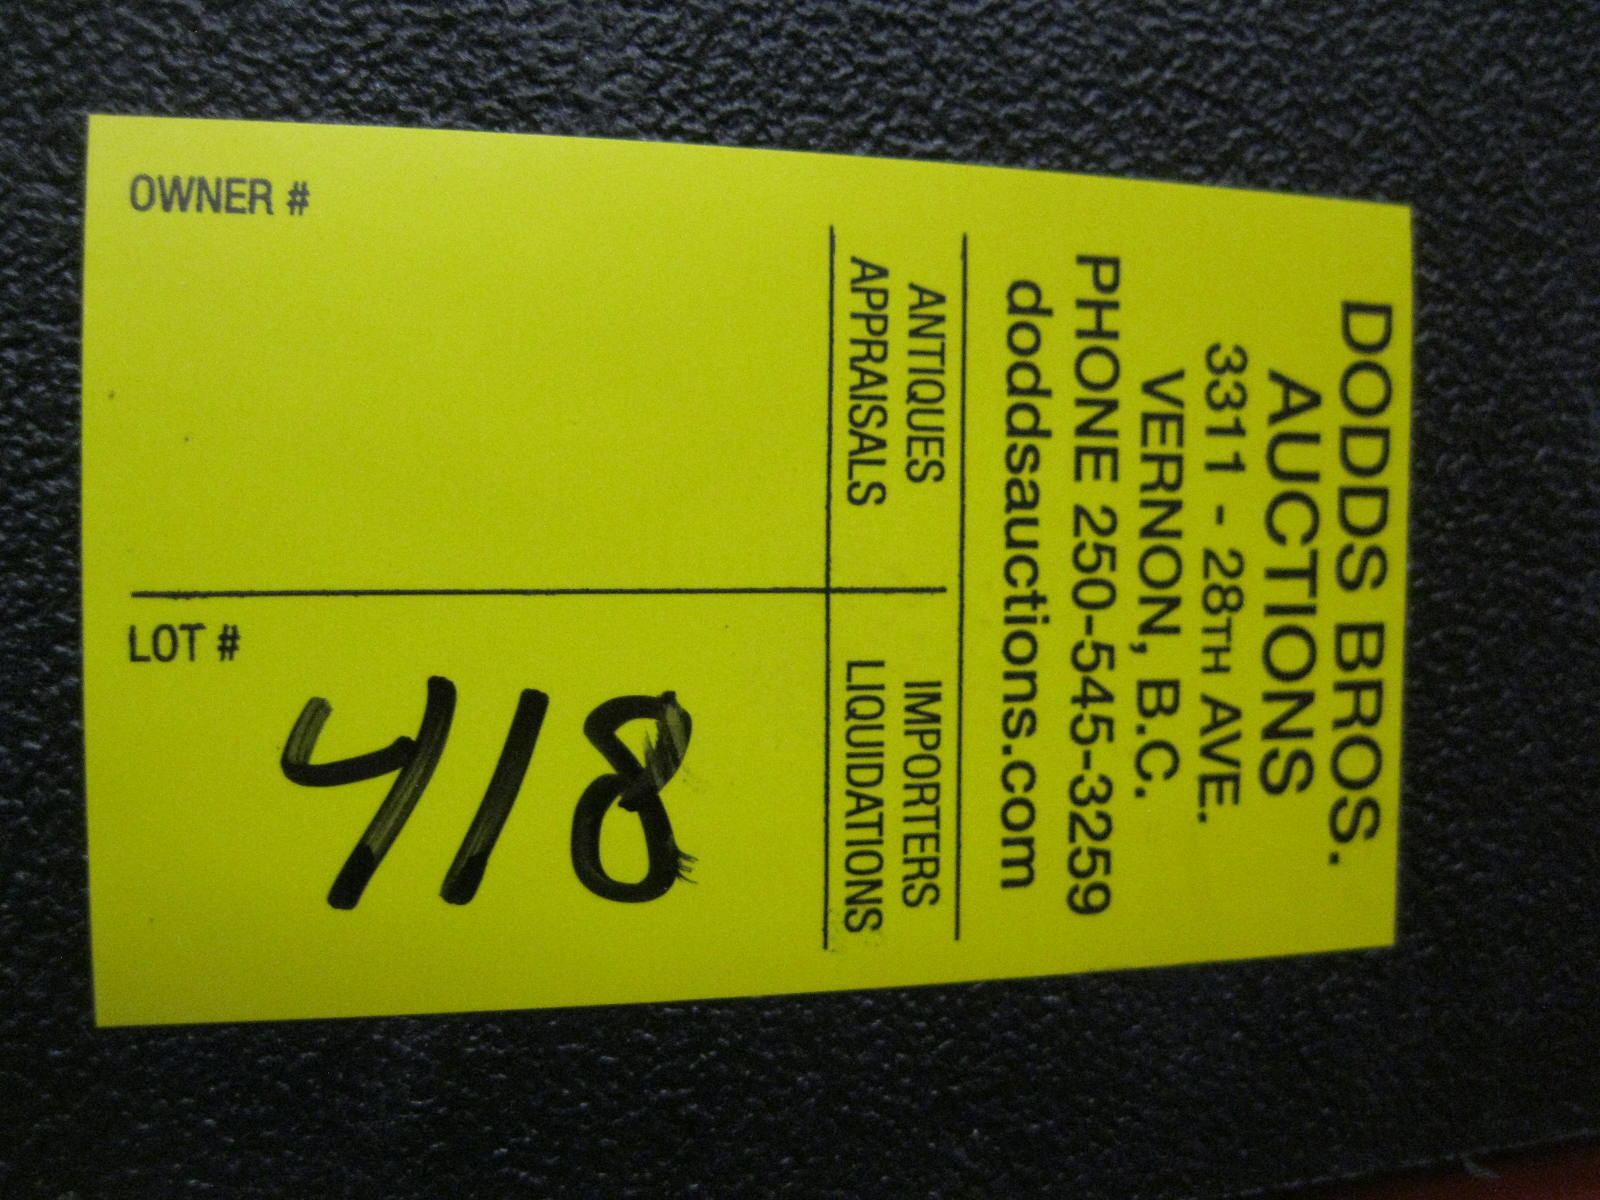 DODDS BROS.
AUCTIONS
3311 - 28TH AVE.
VERNON, B.C.
PHONE 250-545-3259
doddsauctions.com
ANTIQUES
APPRAISALS
IMPORTERS
LIQUIDATIONS
OWNER #
LOT #
418